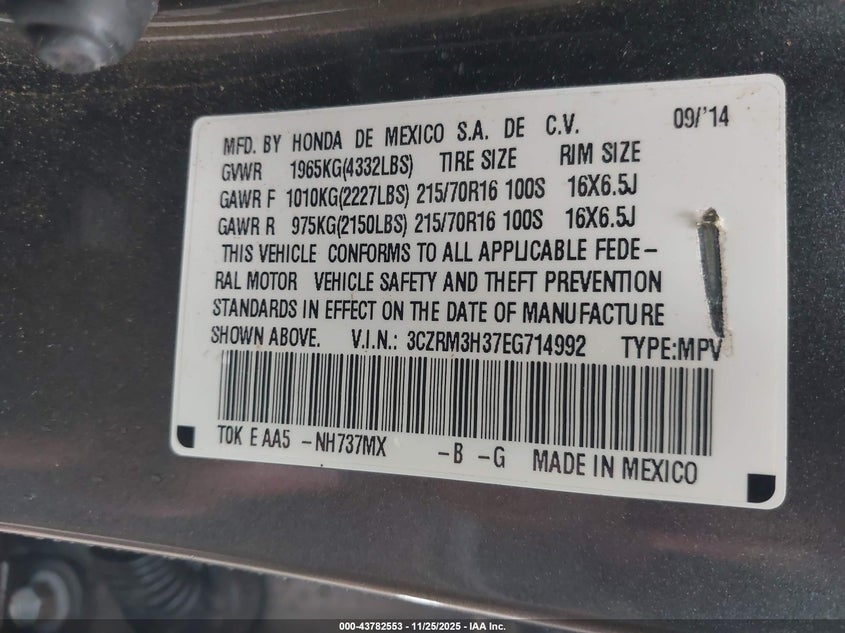 MFD. BY HONDA DE MEXICO S.A. DE C.V. 09/'14
GVWR 1965KG(4332LBS) TIRE SIZE RIM SIZE
GAWR F 1010KG(2227LBS) 215/70R16 100S 16X6.5J
GAWR R 975KG(2150LBS) 215/70R16 100S 16X6.5J
THIS VEHICLE CONFORMS TO ALL APPLICABLE FEDE-
RAL MOTOR VEHICLE SAFETY AND THEFT PREVENTION
STANDARDS IN EFFECT ON THE DATE OF MANUFACTURE
SHOWN ABOVE. V.I.N.: 3CZRM3H37EG714992 TYPE:MPV
T0K E AA5 -NH737MX -B -G MADE IN MEXICO
000-43782553 - 11/25/2025 - IAA Inc.